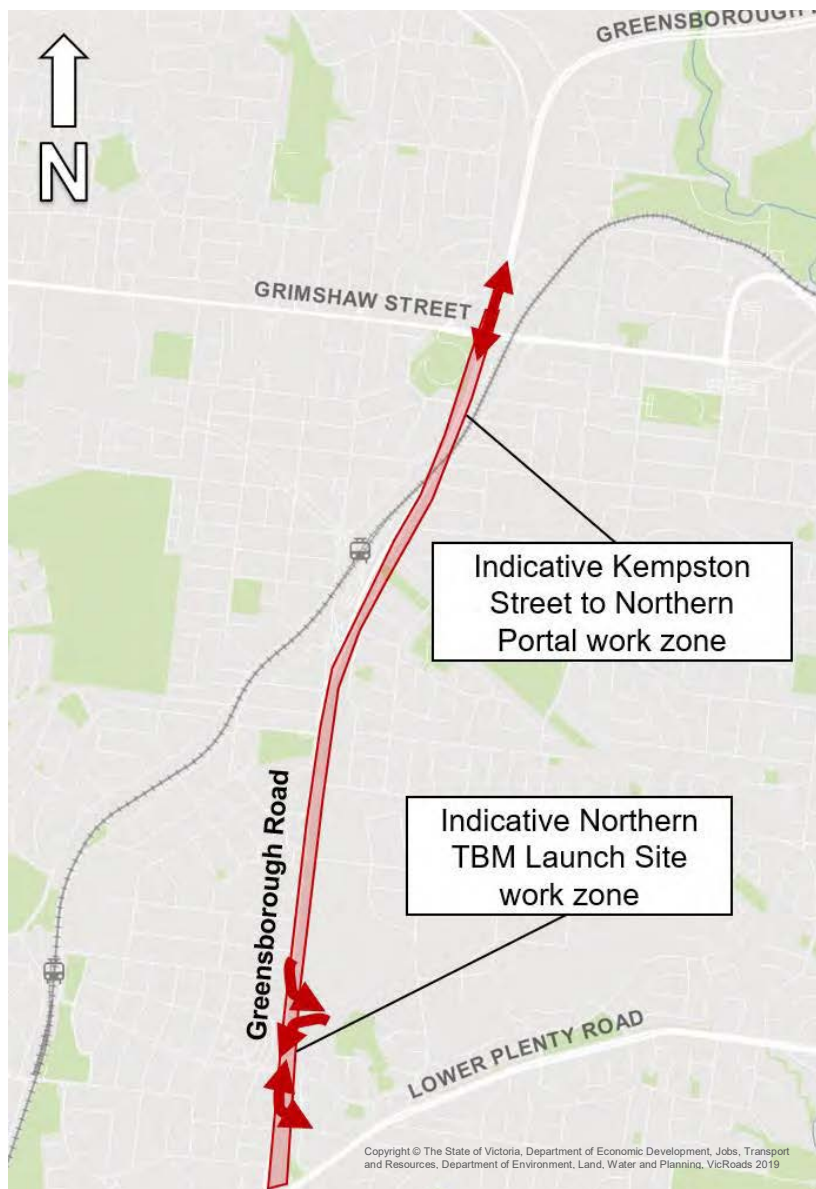 GREENSBOROUGH
N
GRIMSHAW STREET
Indicative Kempston
Street to Northern
Portal work zone
Greensborough Road
Indicative Northern
TBM Launch Site
work zone
LOWER PLENTY ROAD
Copyright © The State of Victoria, Department of Economic Development, Jobs, Transport
and Resources, Department of Environment, Land, Water and Planning, VicRoads 2019